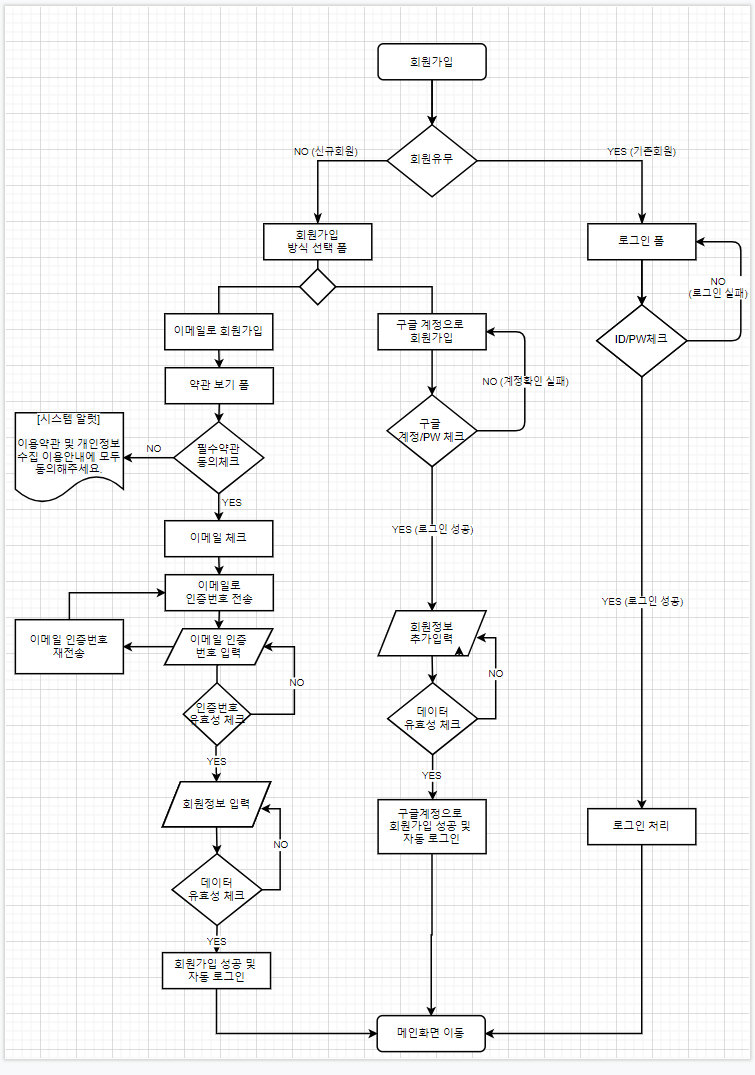 회원가입
회원유무
NO (신규회원)
YES (기존회원)
회원가입
방식 선택 폼
로그인 폼
NO
(로그인 실패)
이메일로 회원가입
구글 계정으로
회원가입
ID/PW체크
약관 보기 폼
NO (계정확인 실패)
[시스템 알럿]
이용약관 및 개인정보
수집 이용안내에 모두
동의해주세요.
NO
필수약관
동의체크
구글
계정/PW 체크
YES
이메일 체크
YES (로그인 성공)
이메일로
인증번호 전송
YES (로그인 성공)
이메일 인증번호
재전송
이메일 인증
번호 입력
회원정보
추가입력
NO
NO
인증번호
유효성 체크
데이터
유효성 체크
YES
YES
회원정보 입력
구글계정으로
회원가입 성공 및
자동 로그인
로그인 처리
NO
데이터
유효성 체크
YES
회원가입 성공 및
자동 로그인
메인화면 이동